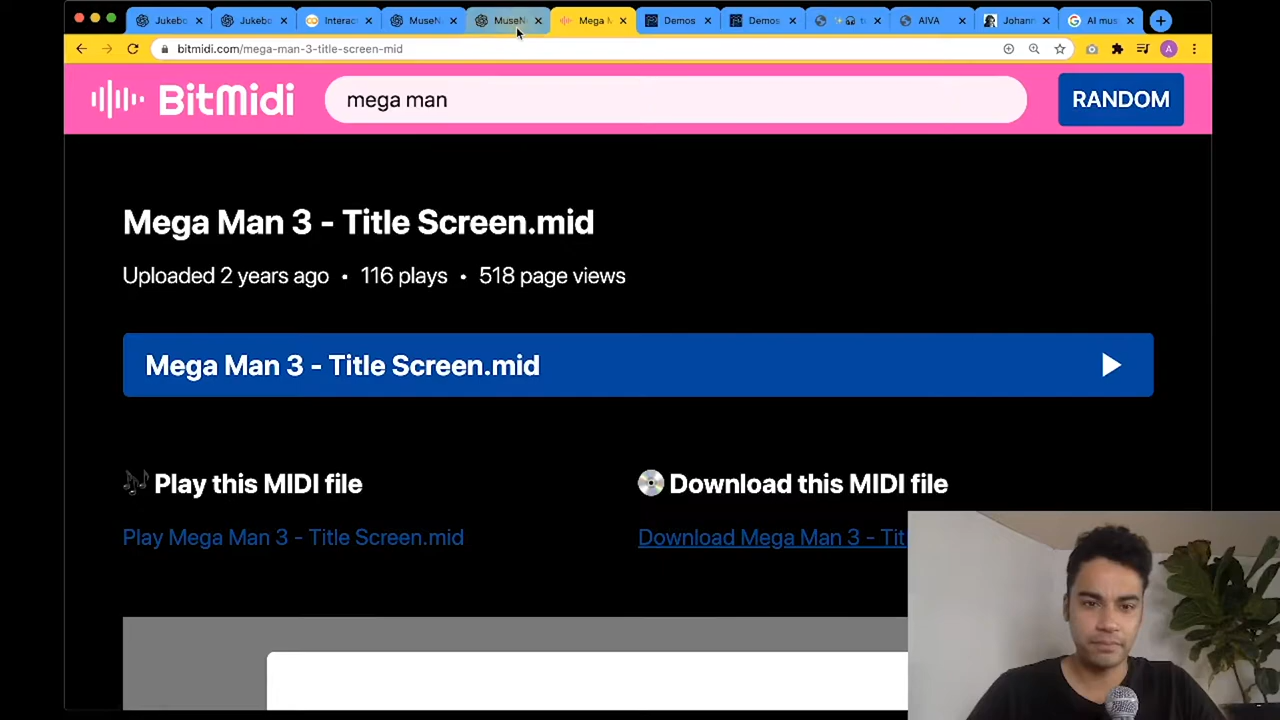 Jukebo
Jukebo
Interac
MuseN
MuseN
Mega M
Demos
Demos
AIVA
Johann
AI mus
bitmidi.com/mega-man-3-title-screen-mid
A
BitMidi
mega man
RANDOM
Mega Man 3 - Title Screen.mid
Uploaded 2 years ago • 116 plays • 518 page views
Mega Man 3 - Title Screen.mid
Play this MIDI file
Download this MIDI file
Play Mega Man 3 - Title Screen.mid
Download Mega Man 3 - Tit